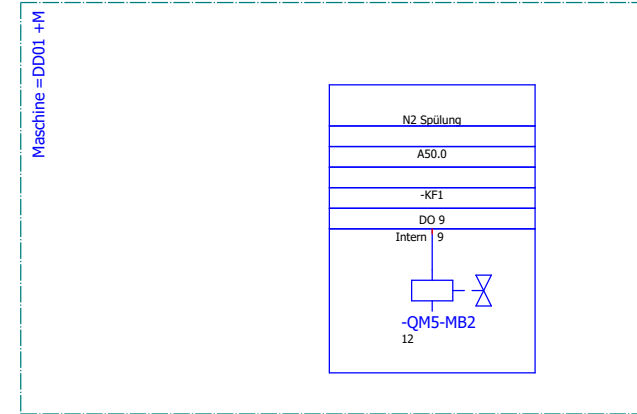 Maschine =DD01 +M
N2 Spülung
A50.0
-KF1
DO 9
Intern 9
-QM5-MB2
12